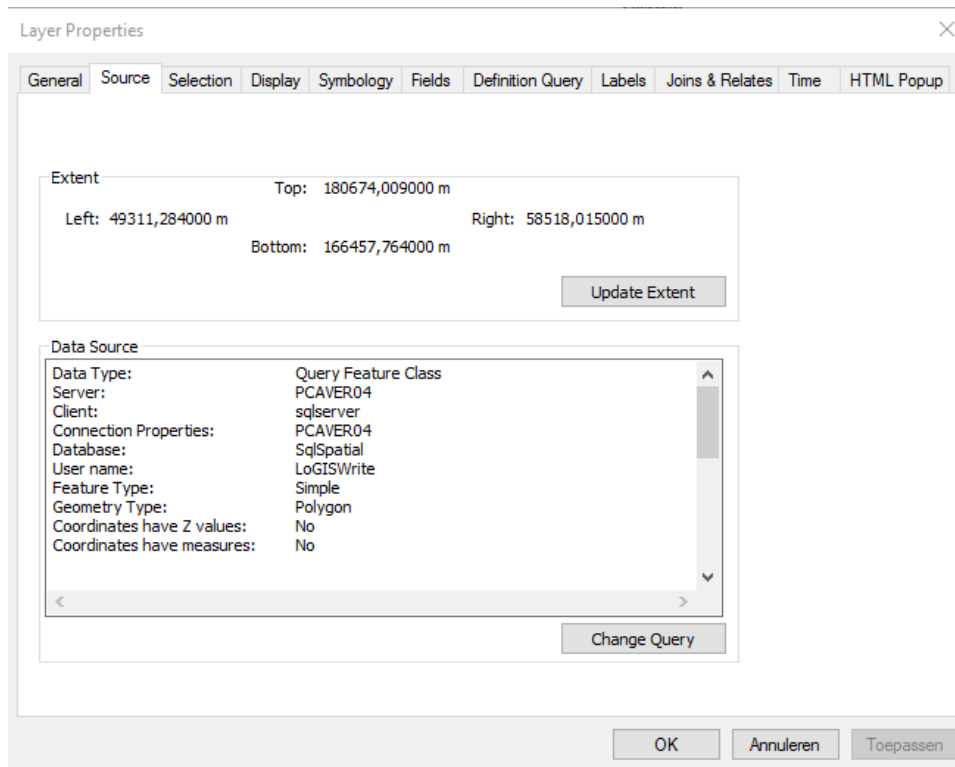 Layer Properties
General Source Selection Display Symbology Fields Definition Query Labels Joins & Relates Time HTML Popup
Extent
Top: 180674,009000 m
Left: 49311,284000 m Right: 58518,015000 m
Bottom: 166457,764000 m
Update Extent
Data Source
Data Type: Query Feature Class
Server: PCAVER04
Client: sqlserver
Connection Properties: PCAVER04
Database: SqlSpatial
User name: LoGISWrite
Feature Type: Simple
Geometry Type: Polygon
Coordinates have Z values: No
Coordinates have measures: No
Change Query
OK Annuleren Toepassen